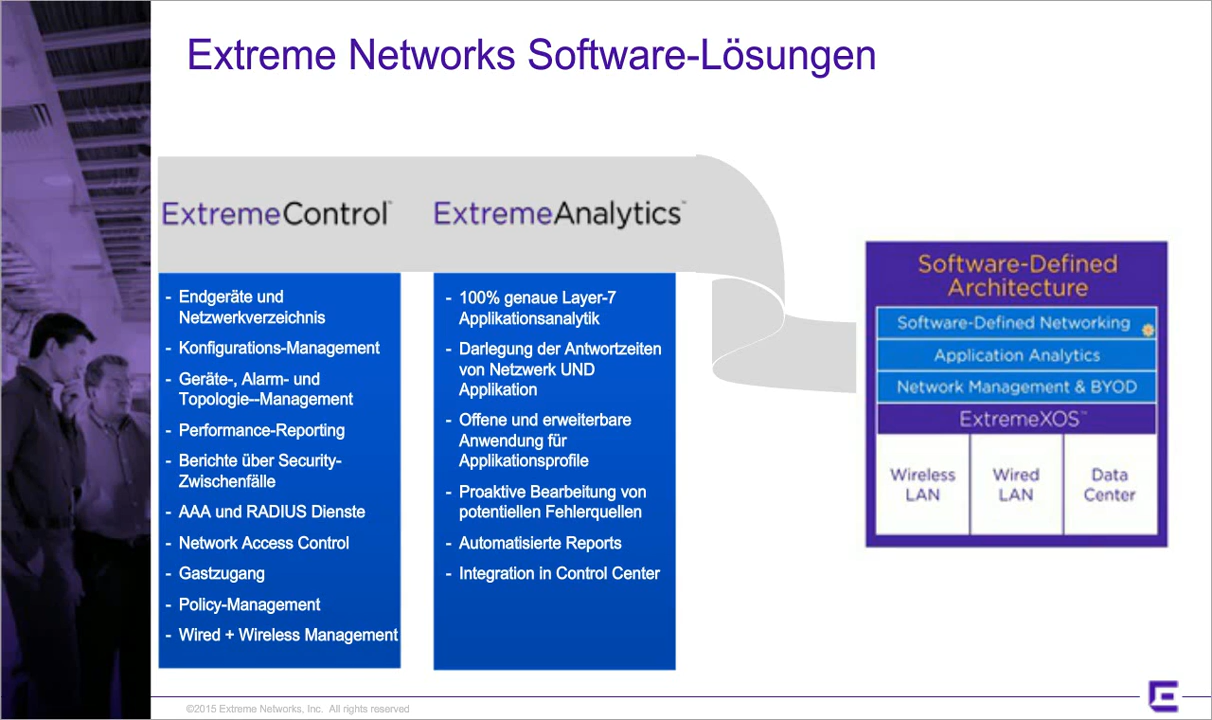 Extreme Networks Software-Lösungen
ExtremeControl™
- Endgeräte und
Netzwerkverzeichnis
- Konfigurations-Management
- Geräte-, Alarm- und
Topologie--Management
- Performance-Reporting
- Berichte über Security-
Zwischenfälle
- AAA und RADIUS Dienste
- Network Access Control
- Gastzugang
- Policy-Management
- Wired + Wireless Management
ExtremeAnalytics™
- 100% genaue Layer-7
Applikationsanalytik
- Darlegung der Antwortzeiten
von Netzwerk UND
Applikation
- Offene und erweiterbare
Anwendung für
Applikationsprofile
- Proaktive Bearbeitung von
potentiellen Fehlerquellen
- Automatisierte Reports
- Integration in Control Center
Software-Defined
Architecture
Software-Defined Networking
Application Analytics
Network Management & BYOD
ExtremeXOS™
Wireless
LAN
Wired
LAN
Data
Center
©2015 Extreme Networks, Inc. All rights reserved